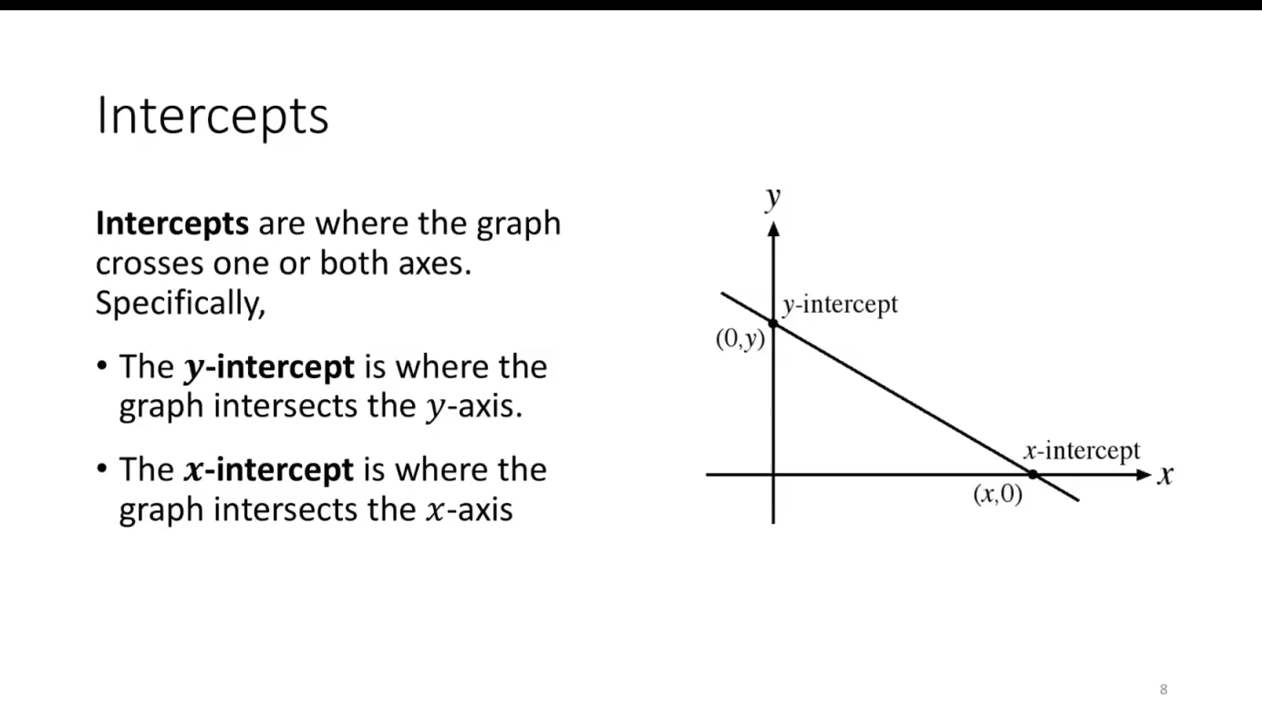 Intercepts
Intercepts are where the graph
crosses one or both axes.
Specifically,
• The y-intercept is where the
graph intersects the y-axis.
• The x-intercept is where the
graph intersects the x-axis
y
y-intercept
(0,y)
x-intercept
x
(x,0)
8